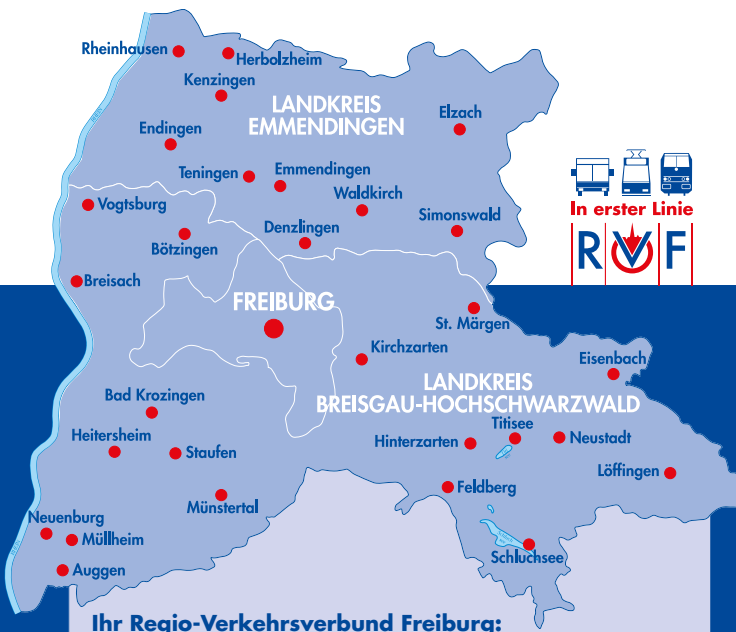 Rheinhausen
Herbolzheim
Kenzingen
LANDKREIS
EMMENDINGEN
Elzach
Endingen
Teningen
Emmendingen
Waldkirch
Vogtsburg
Simonswald
Denzlingen
Bötzingen
In erster Linie
RVF
Breisach
FREIBURG
St. Märgen
Kirchzarten
Eisenbach
LANDKREIS
BREISGAU-HOCHSCHWARZWALD
Bad Krozingen
Titisee
Heitersheim
Hinterzarten
Neustadt
Staufen
Löffingen
Feldberg
Münstertal
Neuenburg
Müllheim
Schluchsee
Auggen
Ihr Regio-Verkehrsverbund Freiburg: